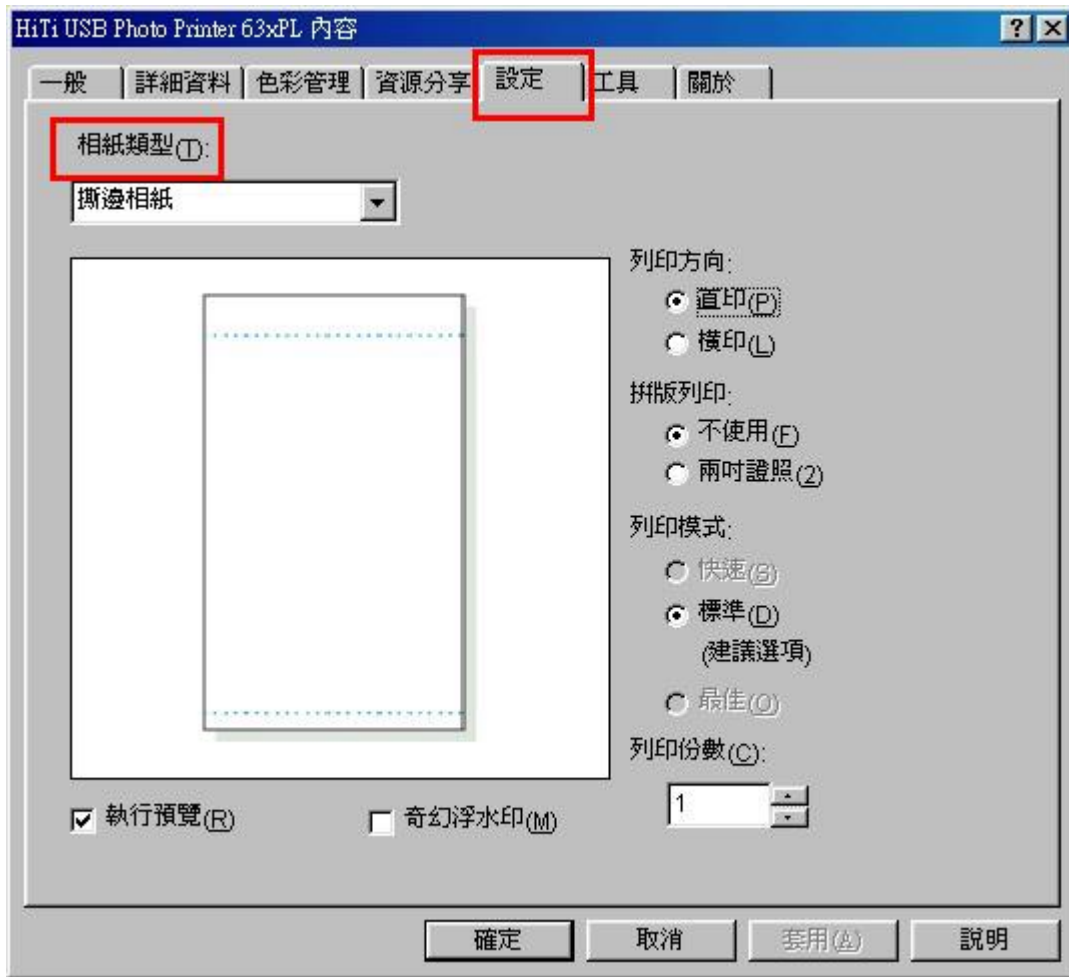 HiTi USB Photo Printer 63xPL 內容
一般 詳細資料 色彩管理 資源分享 設定 工具 關於
相紙類型(T):
撕邊相紙
列印方向:
直印(P)
橫印(L)
拼版列印:
不使用(F)
兩吋證照(2)
列印模式:
快速(S)
標準(D)
(建議選項)
最佳(O)
列印份數(C):
1
執行預覽(R) 奇幻浮水印(M)
確定 取消 套用(A) 說明